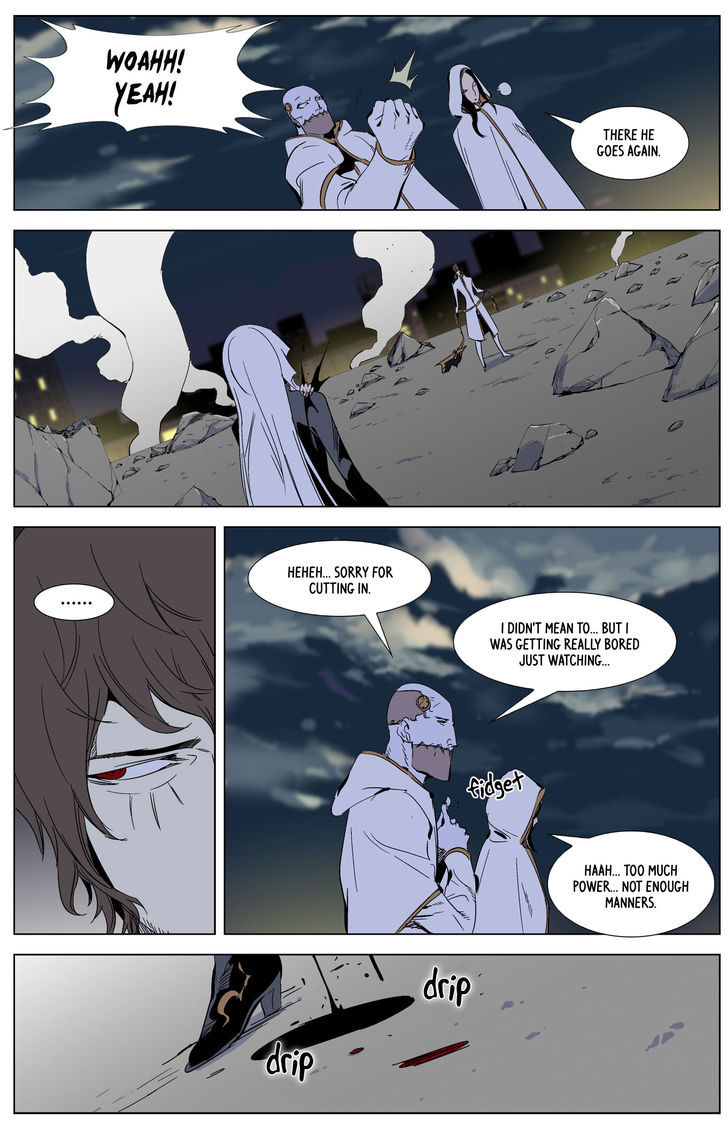 WOAHH!
YEAH!
THERE HE
GOES AGAIN.
......
HEHEH... SORRY FOR
CUTTING IN.
I DIDN'T MEAN TO... BUT I
WAS GETTING REALLY BORED
JUST WATCHING...
fidget
HAAH... TOO MUCH
POWER... NOT ENOUGH
MANNERS.
drip
drip